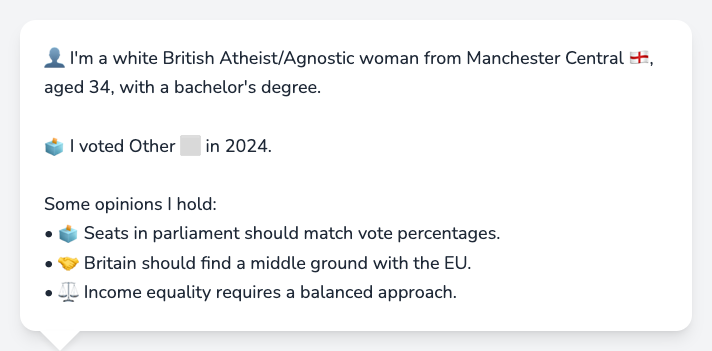 👤 I'm a white British Atheist/Agnostic woman from Manchester Central 🏴󠁧󠁢󠁥󠁮󠁧󠁿,
aged 34, with a bachelor's degree.
🗳️ I voted Other ⬜ in 2024.
Some opinions I hold:
• 🗳️ Seats in parliament should match vote percentages.
• 🤝 Britain should find a middle ground with the EU.
• ⚖️ Income equality requires a balanced approach.